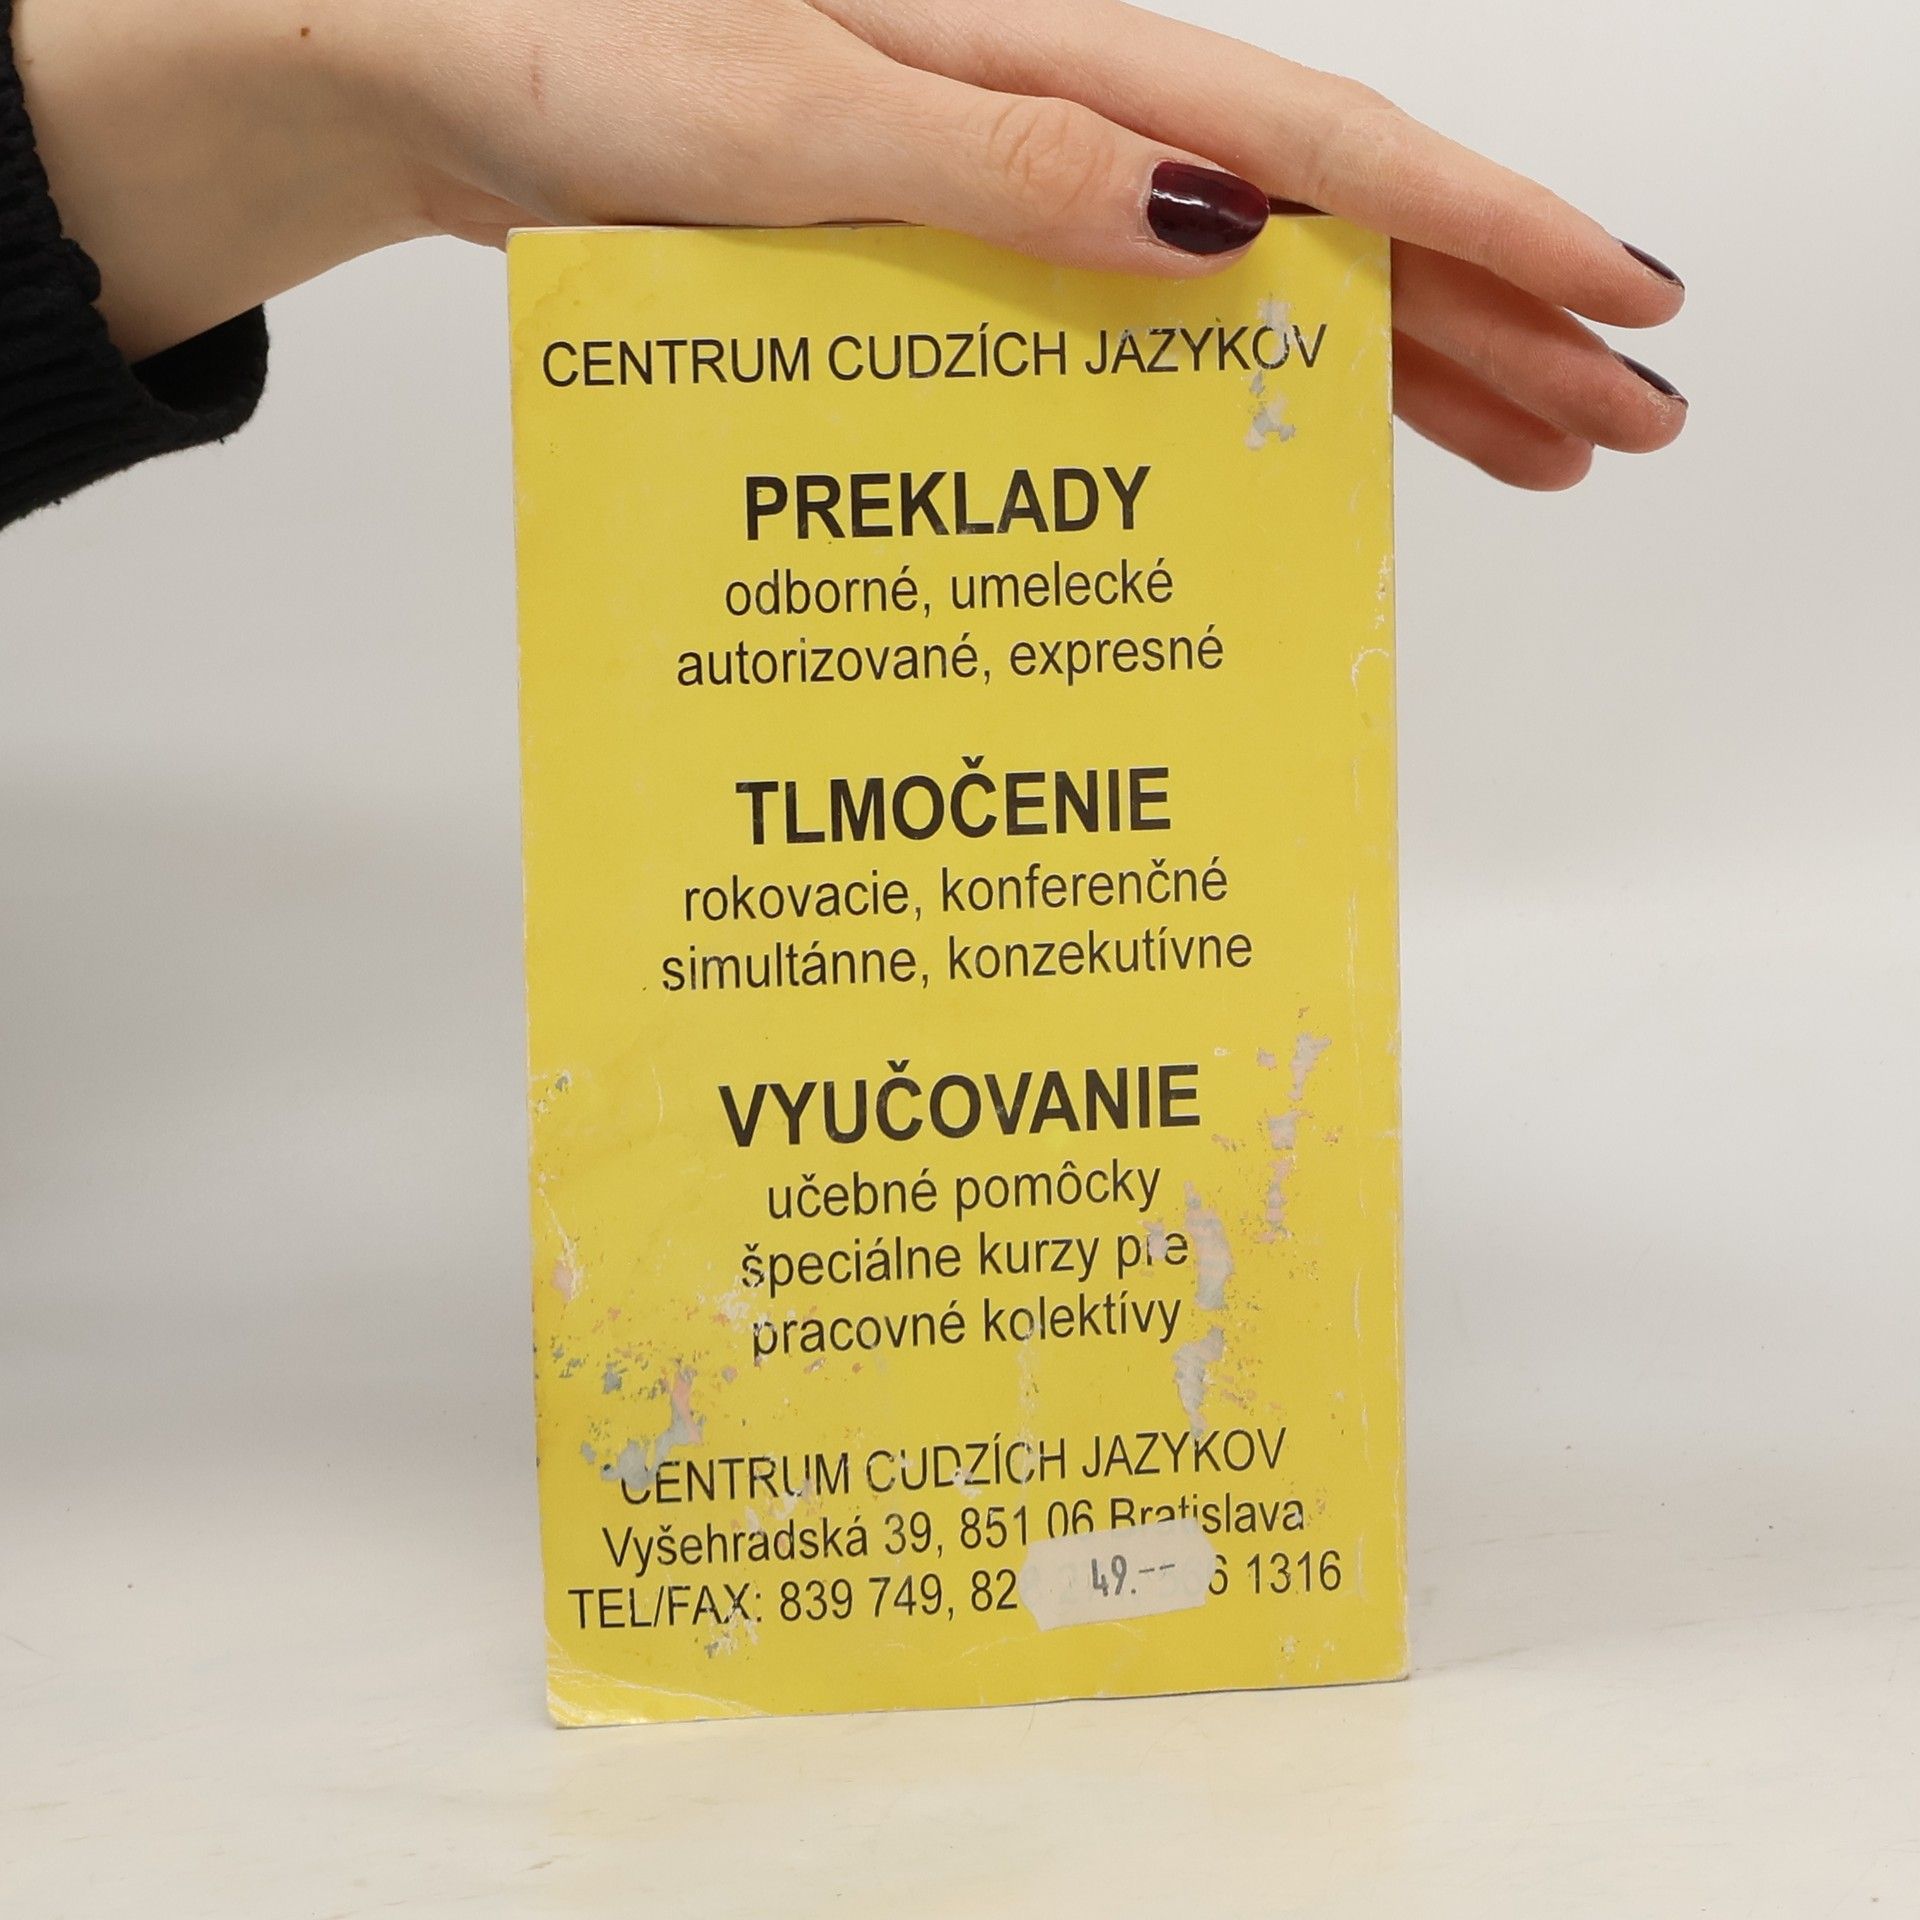 CENTRUM CUDZÍCH JAZYKOV
PREKLADY
odborné, umelecké
autorizované, expresné
TLMOČENIE
rokovacie, konferenčné
simultánne, konzekutívne
VYUČOVANIE
učebné pomôcky
špeciálne kurzy pre
pracovné kolektívy
CENTRUM CUDZÍCH JAZYKOV
Vyšehradská 39, 851 06 Bratislava
TEL/FAX: 839 749, 82 1316
49.--